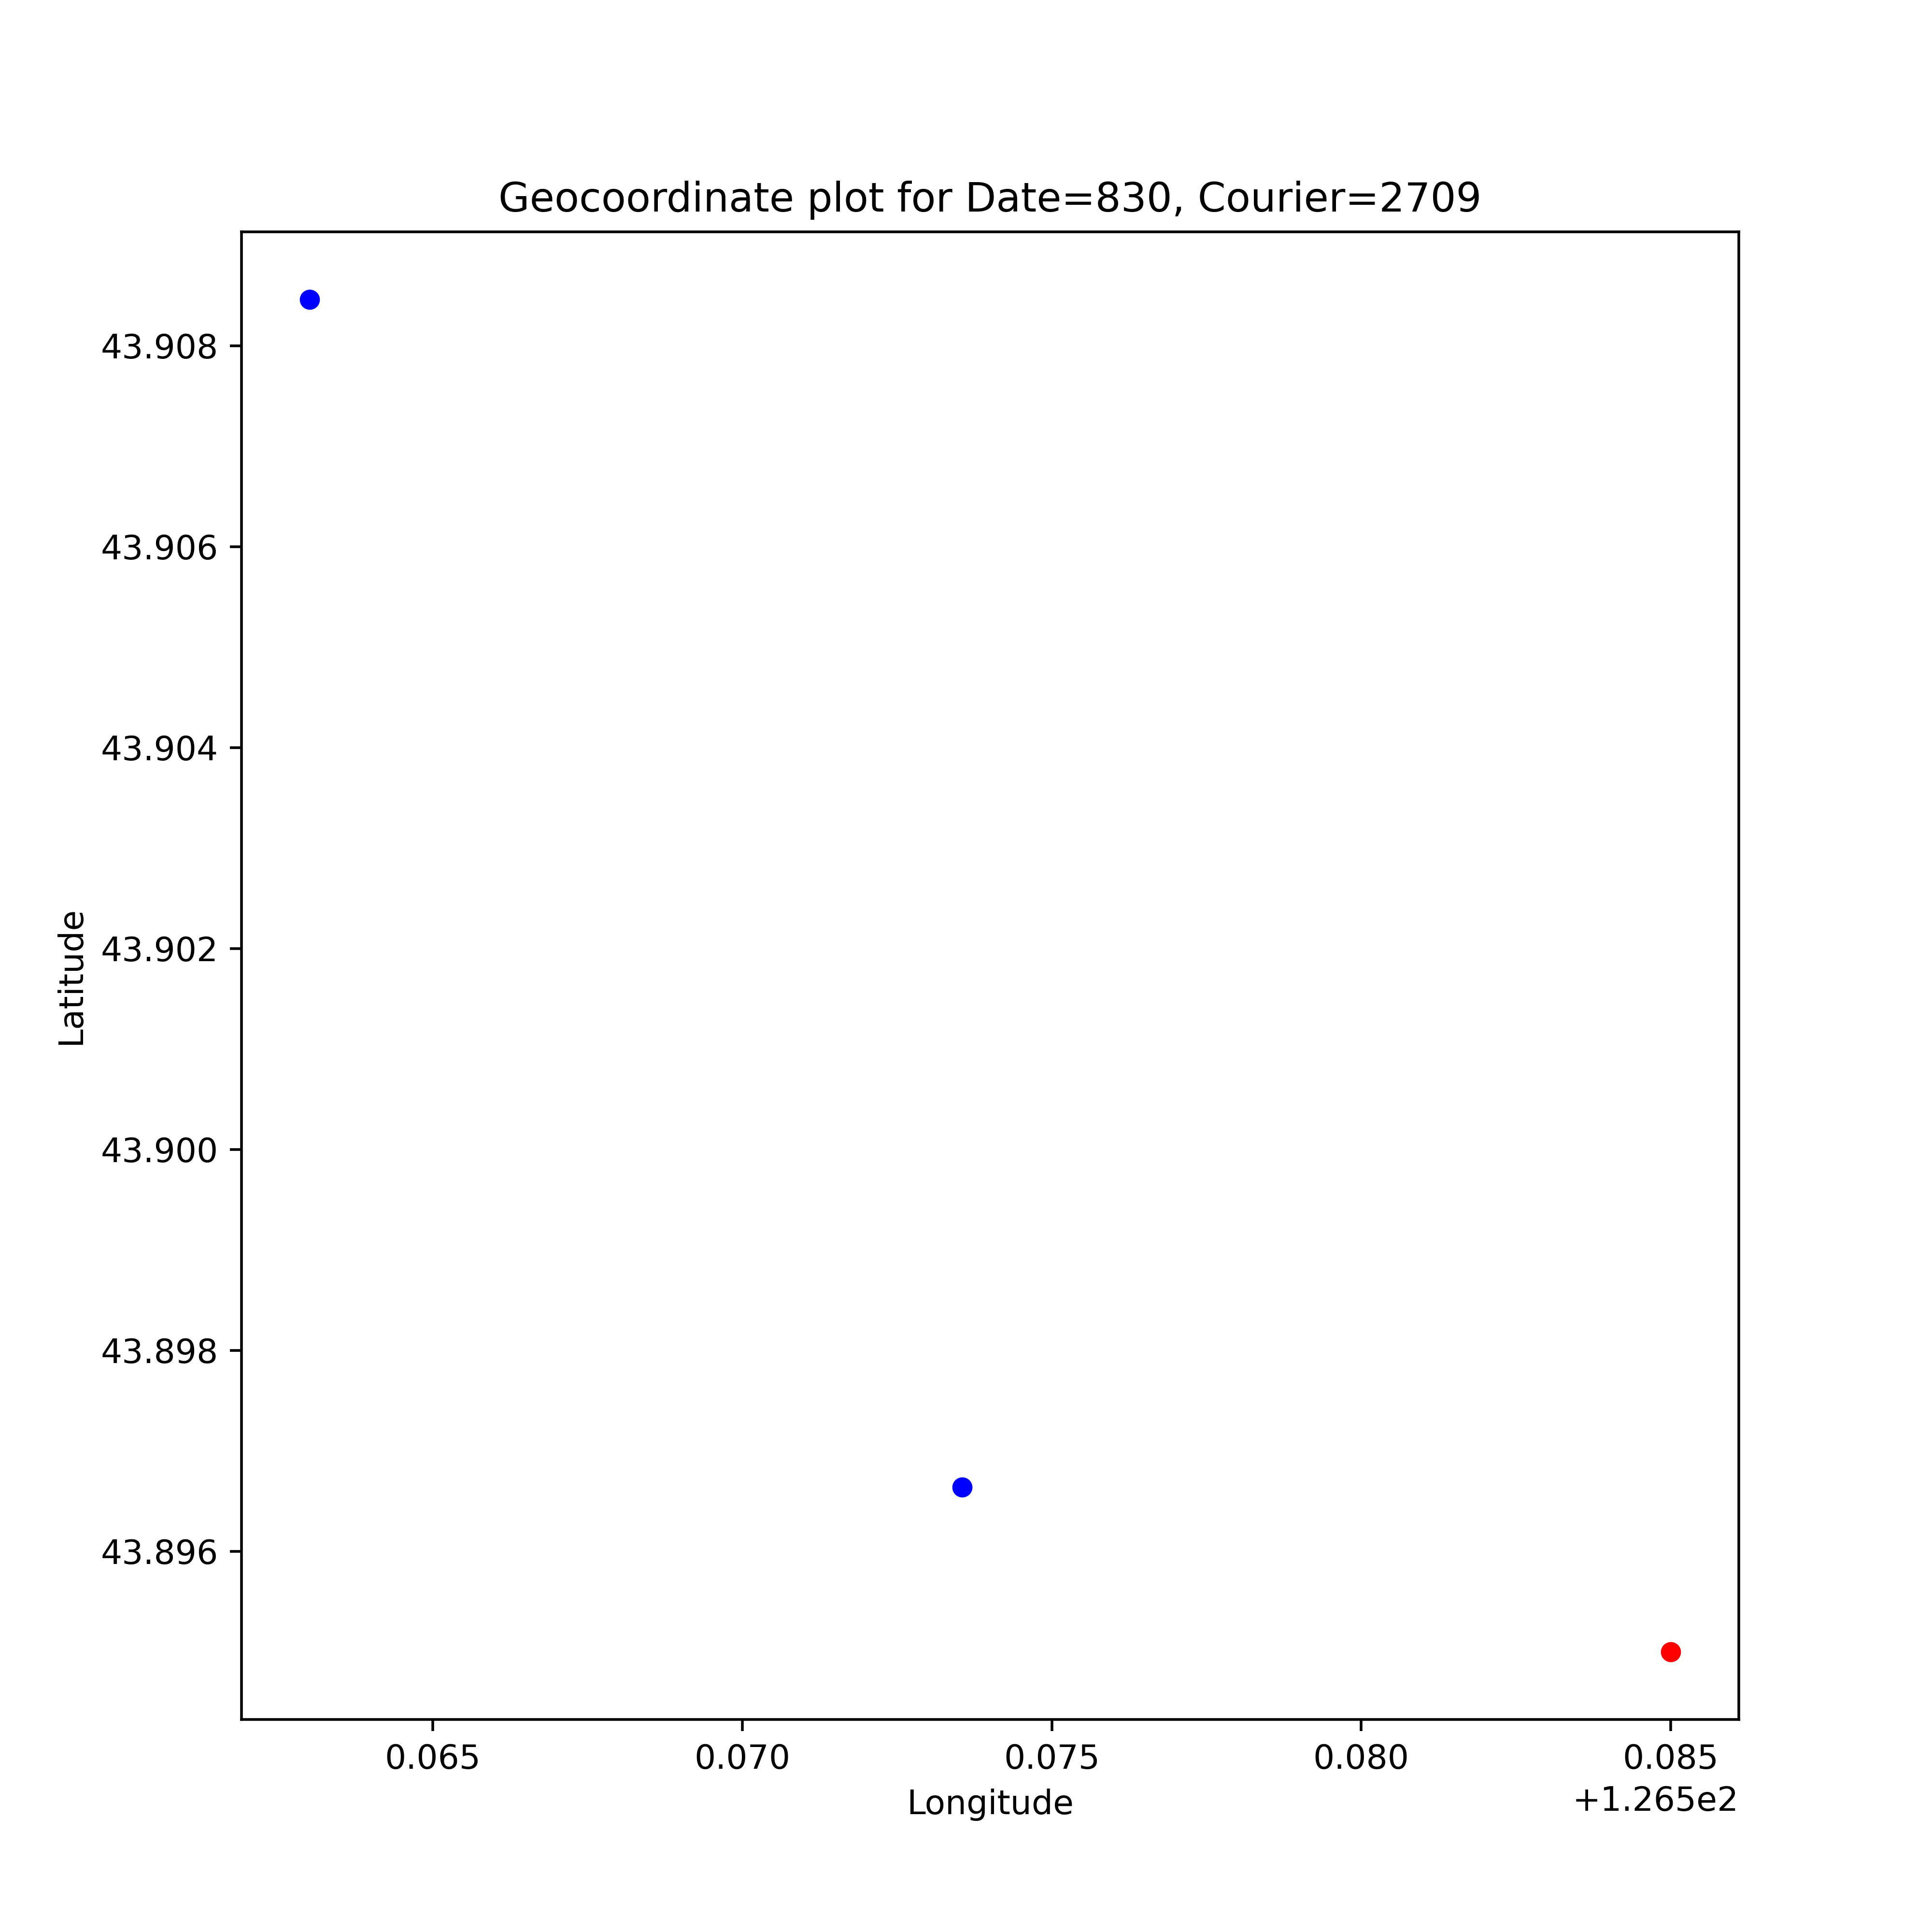 Geocoordinate plot for Date=830, Courier=2709
43.908
43.906
43.904
43.902
43.900
43.898
43.896
Latitude
0.065 0.070 0.075 0.080 0.085
+1.265e2
Longitude